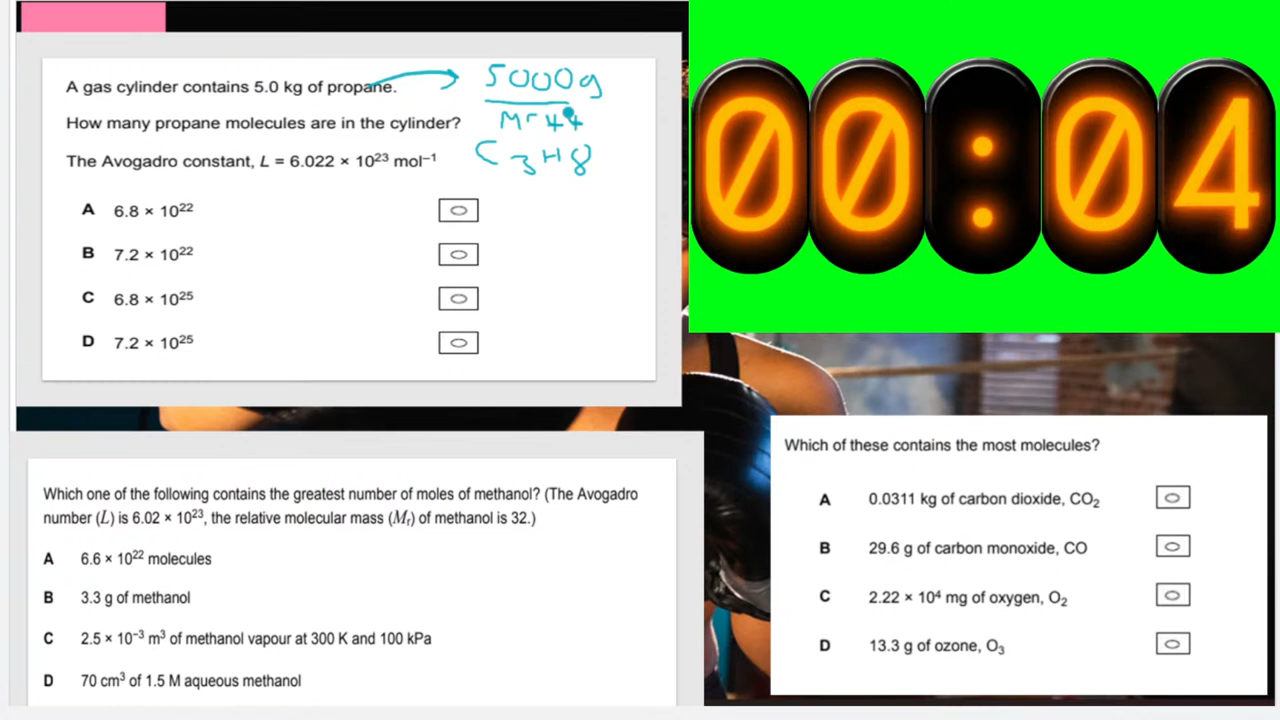 A gas cylinder contains 5.0 kg of propane.
How many propane molecules are in the cylinder?
The Avogadro constant, L = 6.022 × 10²³ mol⁻¹
A 6.8 × 10²²
B 7.2 × 10²²
C 6.8 × 10²⁵
D 7.2 × 10²⁵
5000g
Mr 44
C3H8
00:04
Which one of the following contains the greatest number of moles of methanol? (The Avogadro
number (L) is 6.02 × 10²³, the relative molecular mass (Mᵣ) of methanol is 32.)
A 6.6 × 10²² molecules
B 3.3 g of methanol
C 2.5 × 10⁻³ m³ of methanol vapour at 300 K and 100 kPa
D 70 cm³ of 1.5 M aqueous methanol
Which of these contains the most molecules?
A 0.0311 kg of carbon dioxide, CO₂
B 29.6 g of carbon monoxide, CO
C 2.22 × 10⁴ mg of oxygen, O₂
D 13.3 g of ozone, O₃